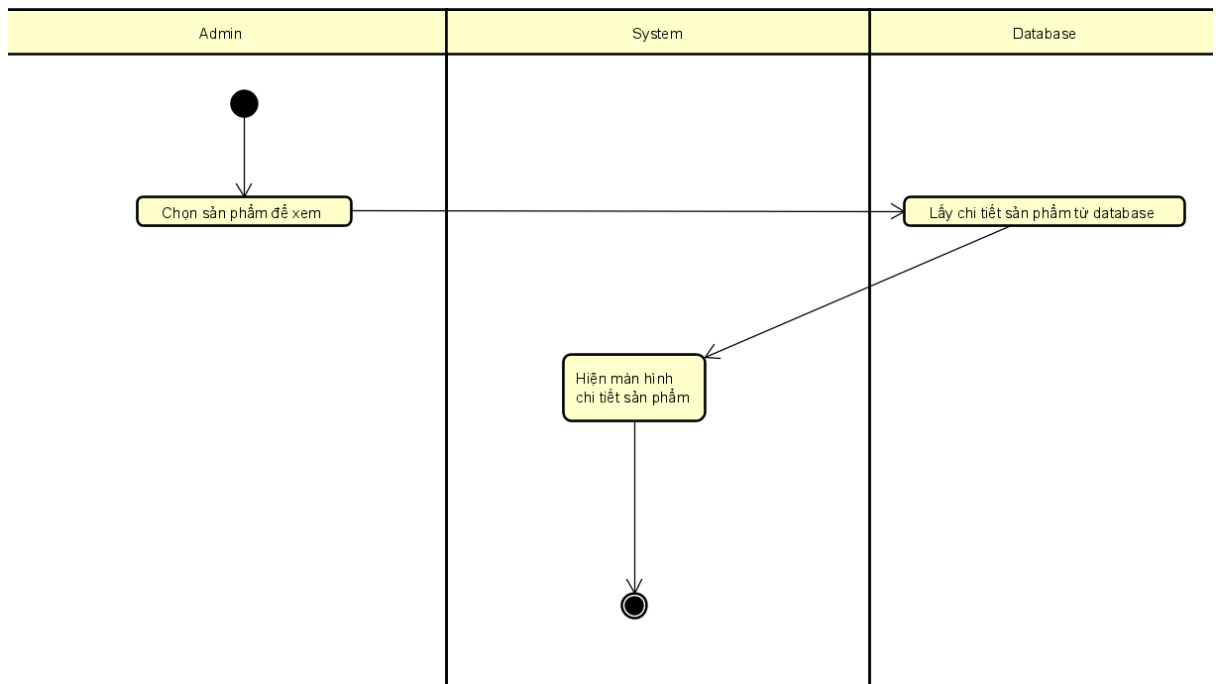 Admin
System
Database
Chọn sản phẩm để xem
Lấy chi tiết sản phẩm từ database
Hiện màn hình
chi tiết sản phẩm